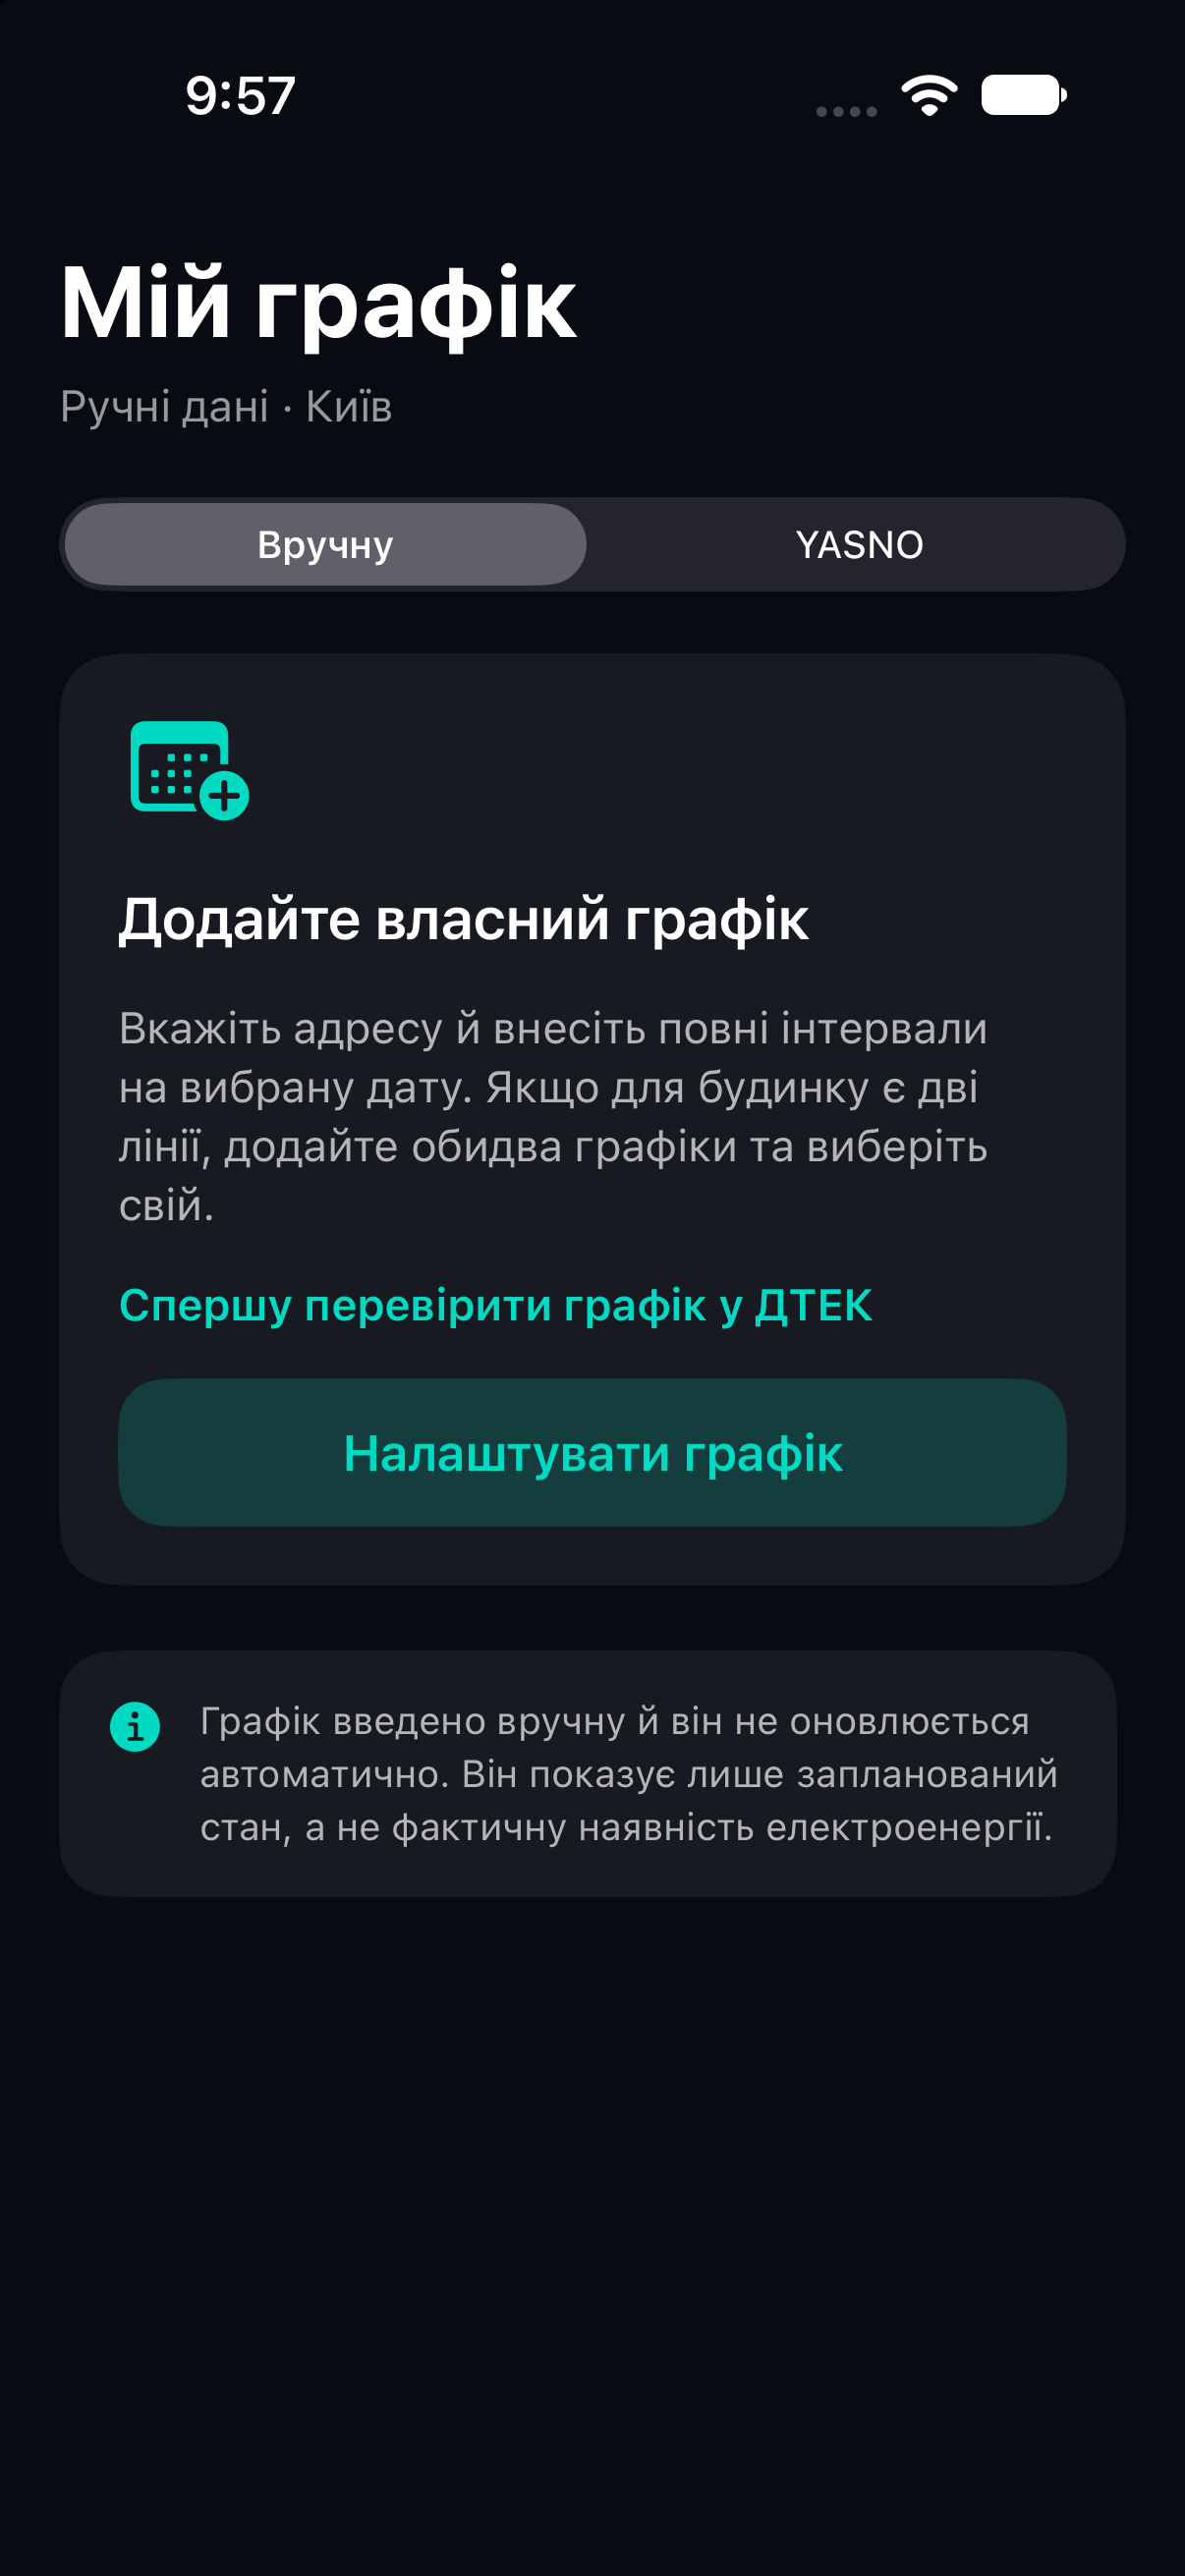 9:57
Мій графік
Ручні дані · Київ
Вручну
YASNO
Додайте власний графік
Вкажіть адресу й внесіть повні інтервали
на вибрану дату. Якщо для будинку є дві
лінії, додайте обидва графіки та виберіть
свій.
Спершу перевірити графік у ДТЕК
Налаштувати графік
Графік введено вручну й він не оновлюється
автоматично. Він показує лише запланований
стан, а не фактичну наявність електроенергії.